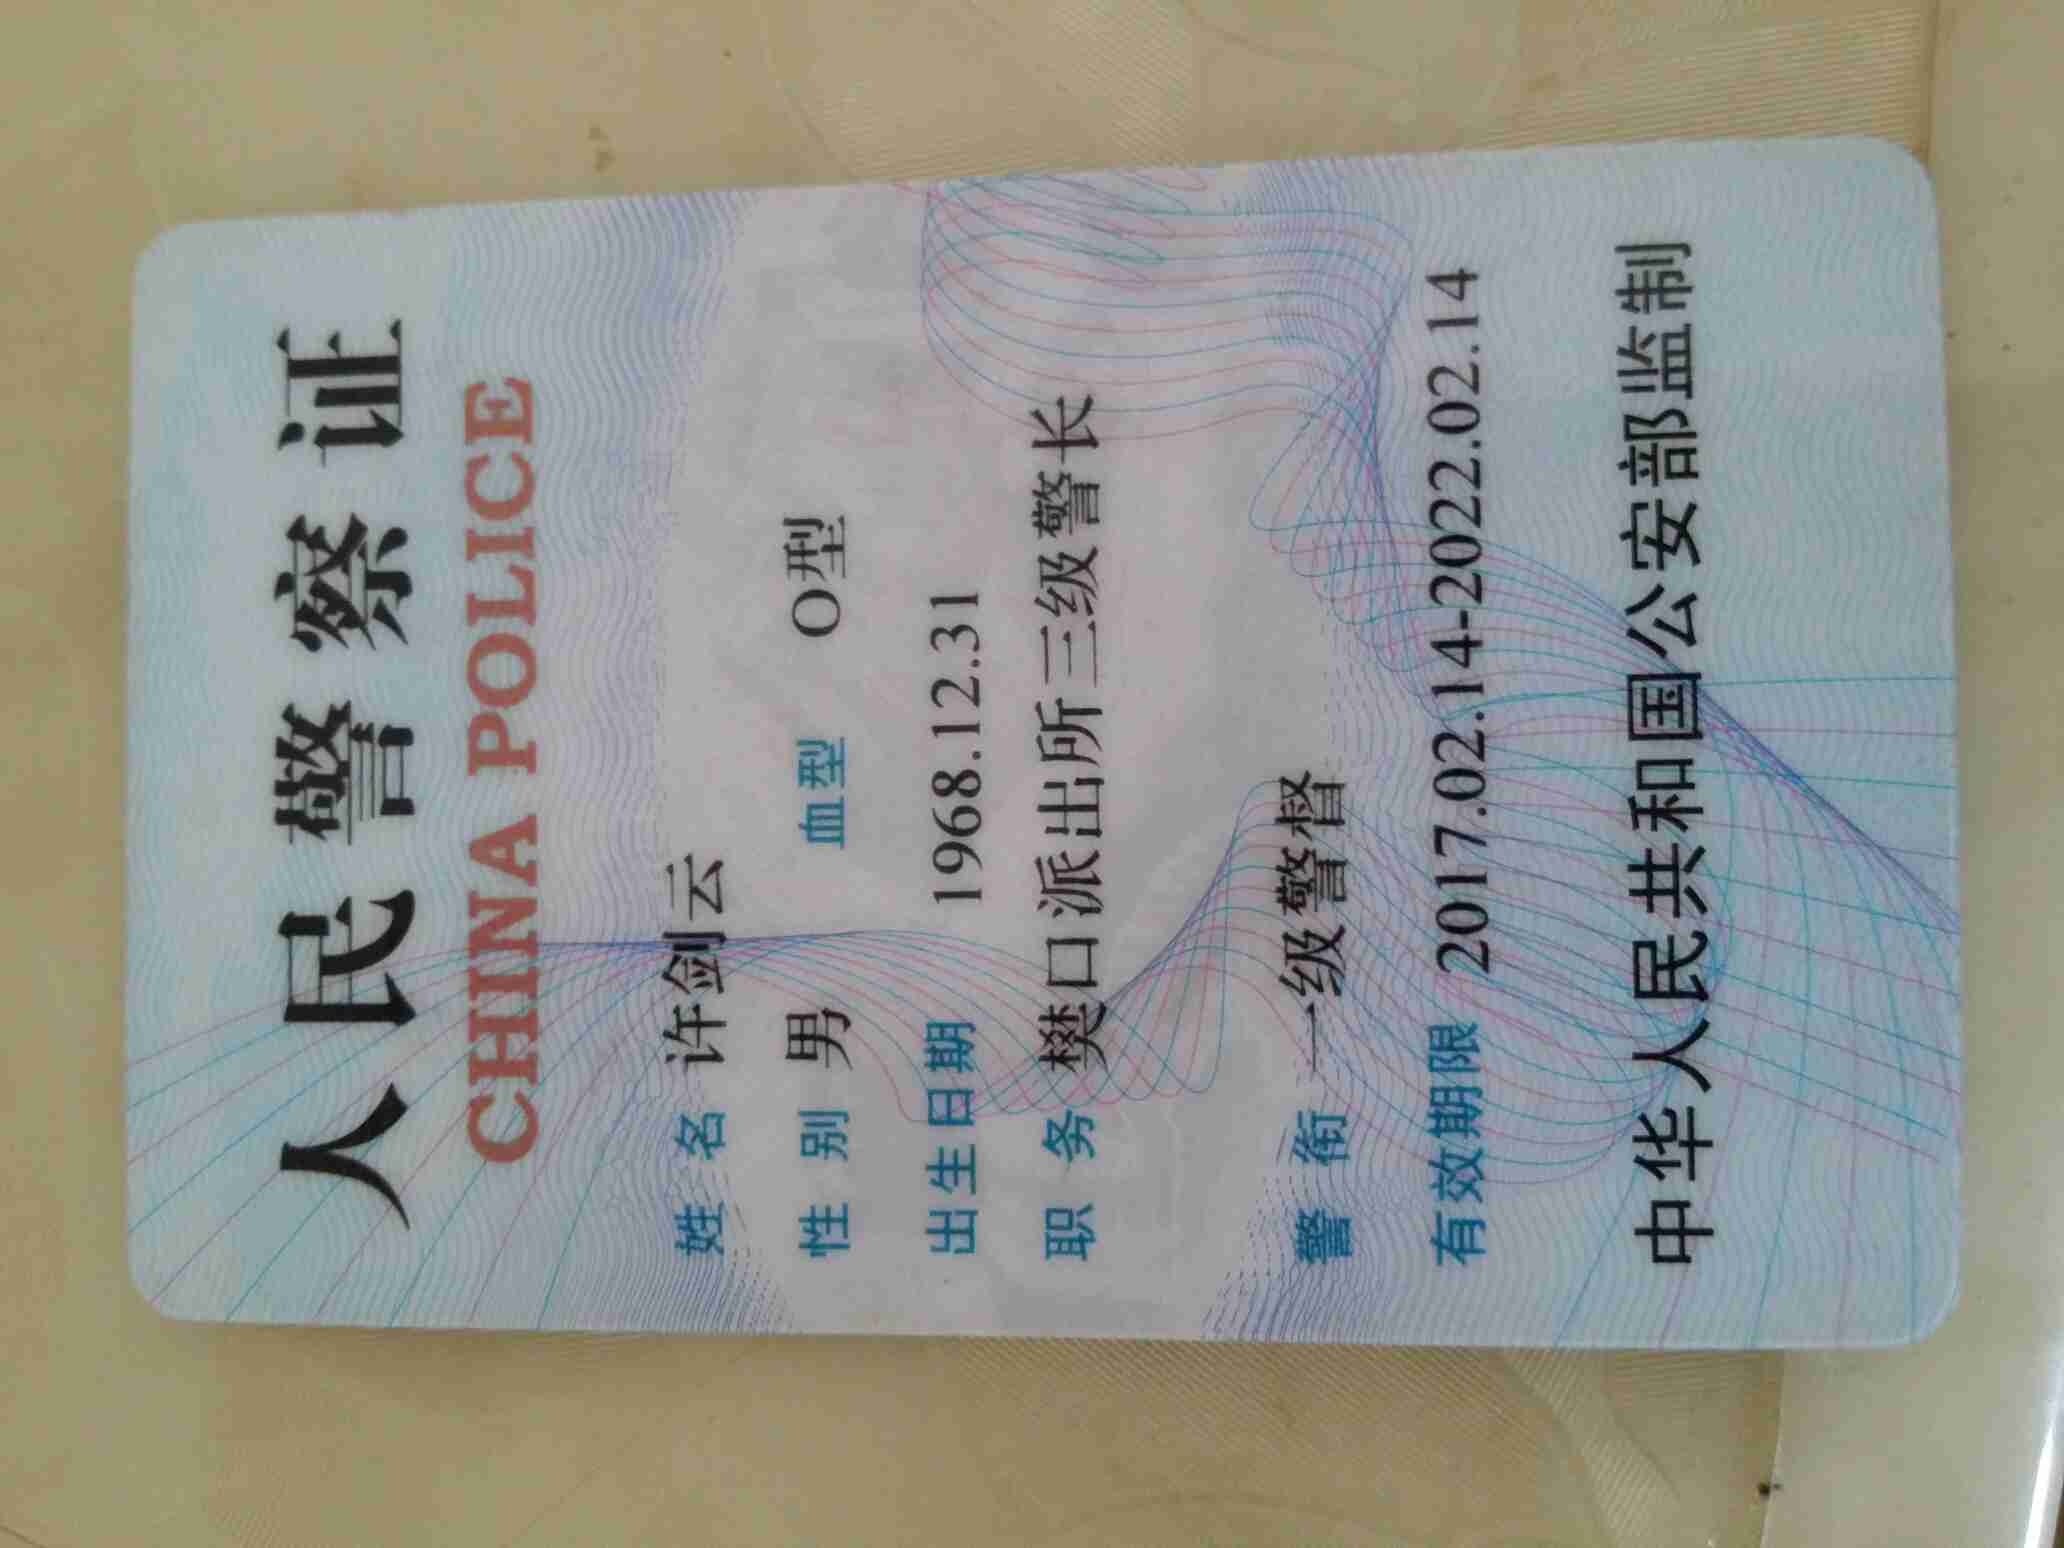 人民警察证
CHINA POLICE
姓名 许剑云
性别 男 血型 O型
出生日期 1968.12.31
职务 樊口派出所三级警长
警衔 一级警督
有效期限 2017.02.14-2022.02.14
中华人民共和国公安部监制